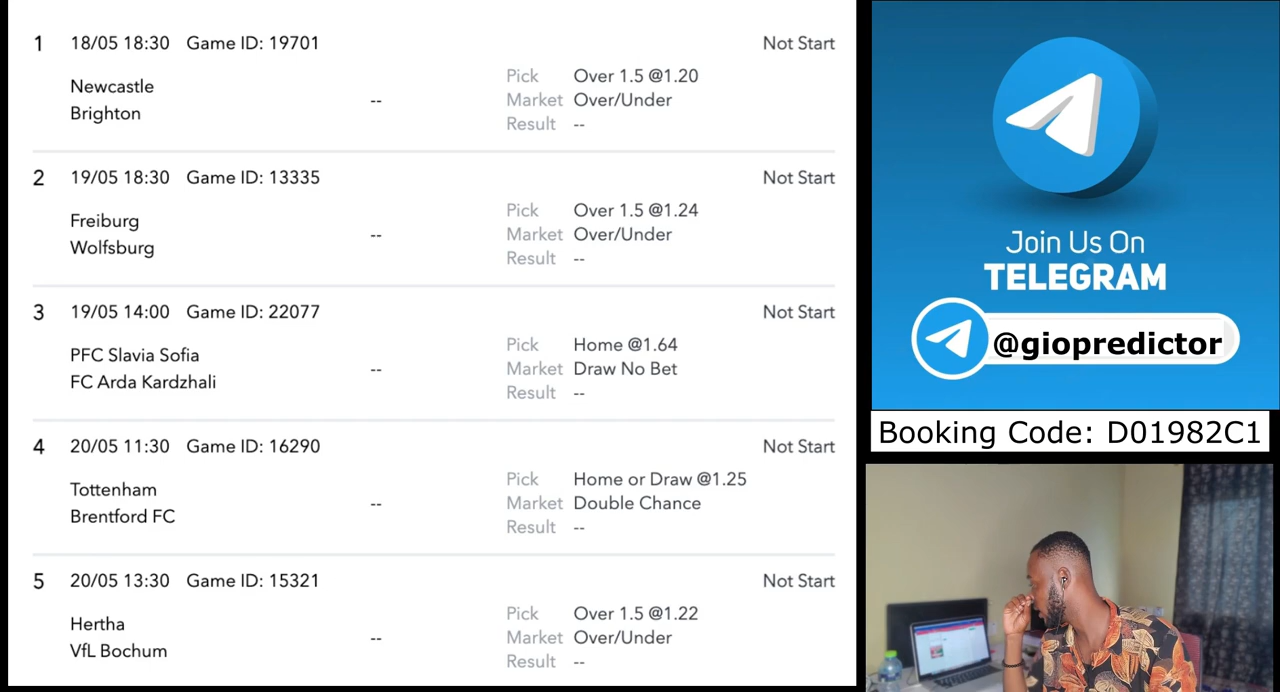 1 18/05 18:30 Game ID: 19701 Not Start
Newcastle
Brighton
--
Pick Over 1.5 @1.20
Market Over/Under
Result --
2 19/05 18:30 Game ID: 13335 Not Start
Freiburg
Wolfsburg
--
Pick Over 1.5 @1.24
Market Over/Under
Result --
3 19/05 14:00 Game ID: 22077 Not Start
PFC Slavia Sofia
FC Arda Kardzhali
--
Pick Home @1.64
Market Draw No Bet
Result --
4 20/05 11:30 Game ID: 16290 Not Start
Tottenham
Brentford FC
--
Pick Home or Draw @1.25
Market Double Chance
Result --
5 20/05 13:30 Game ID: 15321 Not Start
Hertha
VfL Bochum
--
Pick Over 1.5 @1.22
Market Over/Under
Result --
Join Us On
TELEGRAM
@giopredictor
Booking Code: D01982C1